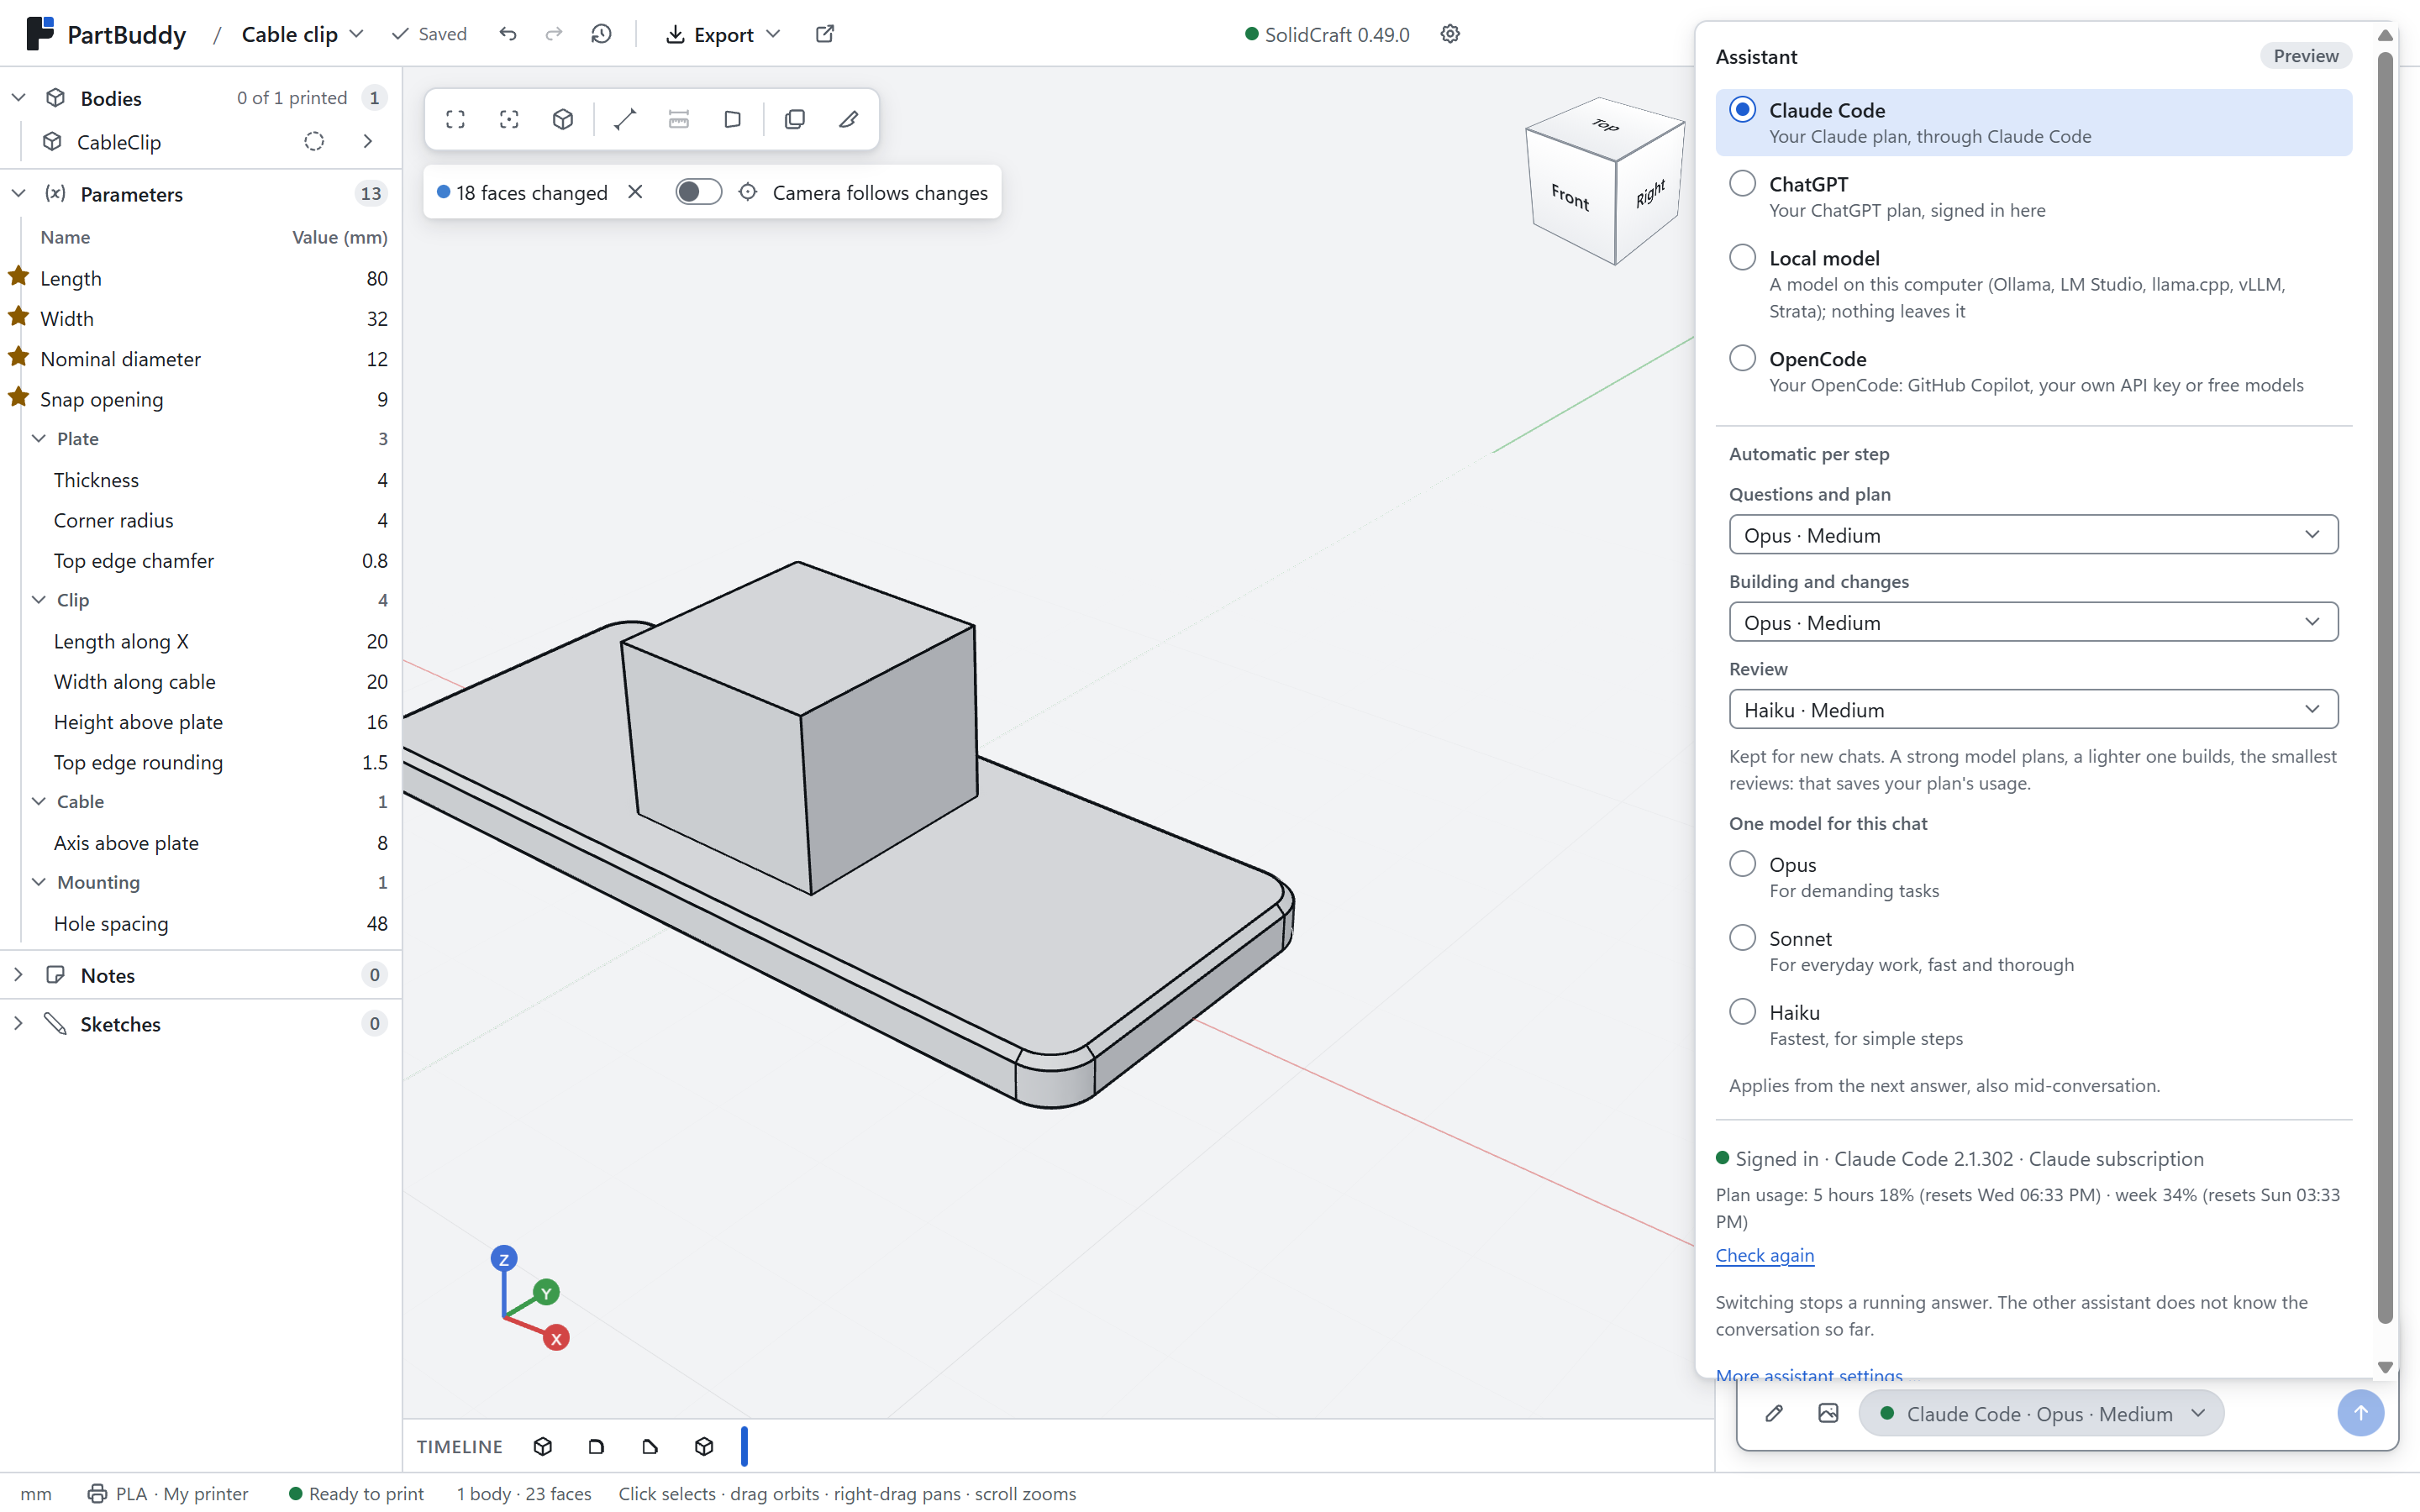 PartBuddy / Cable clip Saved Export SolidCraft 0.49.0
Bodies 0 of 1 printed 1
CableClip
Parameters 13
Name Value (mm)
Length 80
Width 32
Nominal diameter 12
Snap opening 9
Plate 3
Thickness 4
Corner radius 4
Top edge chamfer 0.8
Clip 4
Length along X 20
Width along cable 20
Height above plate 16
Top edge rounding 1.5
Cable 1
Axis above plate 8
Mounting 1
Hole spacing 48
Notes 0
Sketches 0
18 faces changed Camera follows changes
Top
Front
Right
Z
Y
X
TIMELINE
Assistant Preview
Claude Code
Your Claude plan, through Claude Code
ChatGPT
Your ChatGPT plan, signed in here
Local model
A model on this computer (Ollama, LM Studio, llama.cpp, vLLM,
Strata); nothing leaves it
OpenCode
Your OpenCode: GitHub Copilot, your own API key or free models
Automatic per step
Questions and plan
Opus · Medium
Building and changes
Opus · Medium
Review
Haiku · Medium
Kept for new chats. A strong model plans, a lighter one builds, the smallest
reviews: that saves your plan's usage.
One model for this chat
Opus
For demanding tasks
Sonnet
For everyday work, fast and thorough
Haiku
Fastest, for simple steps
Applies from the next answer, also mid-conversation.
Signed in · Claude Code 2.1.302 · Claude subscription
Plan usage: 5 hours 18% (resets Wed 06:33 PM) · week 34% (resets Sun 03:33
PM)
Check again
Switching stops a running answer. The other assistant does not know the
conversation so far.
More assistant settings…
Claude Code · Opus · Medium
mm PLA · My printer Ready to print 1 body · 23 faces Click selects · drag orbits · right-drag pans · scroll zooms